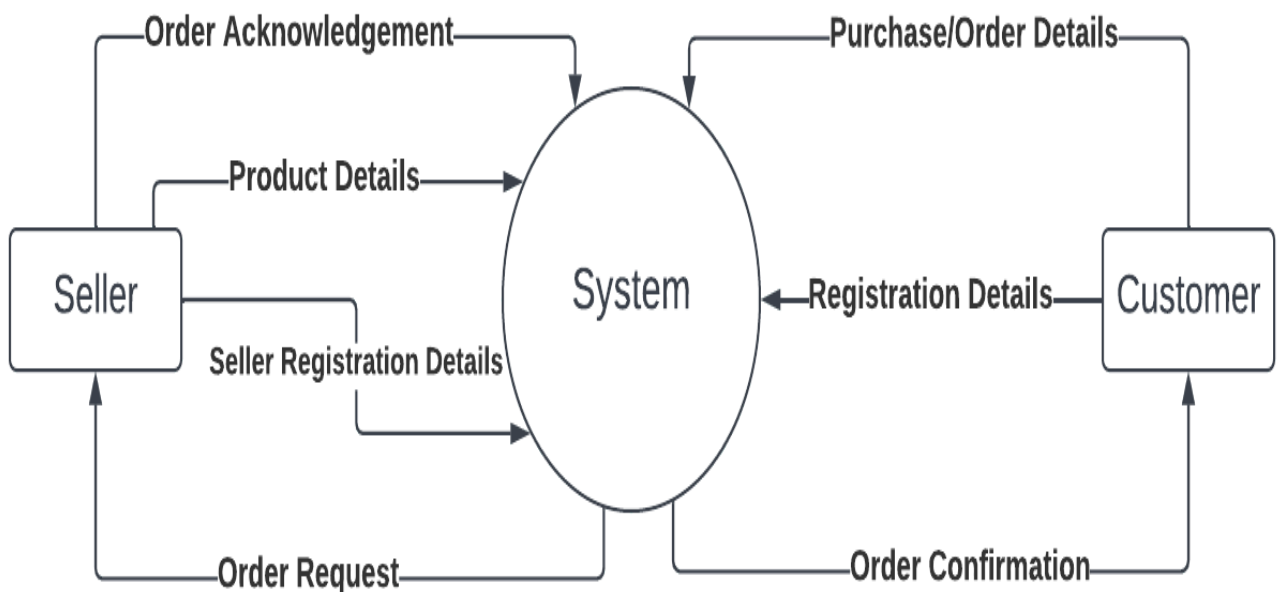 Order Acknowledgement
Purchase/Order Details
Product Details
Seller
System
Registration Details
Customer
Seller Registration Details
Order Request
Order Confirmation